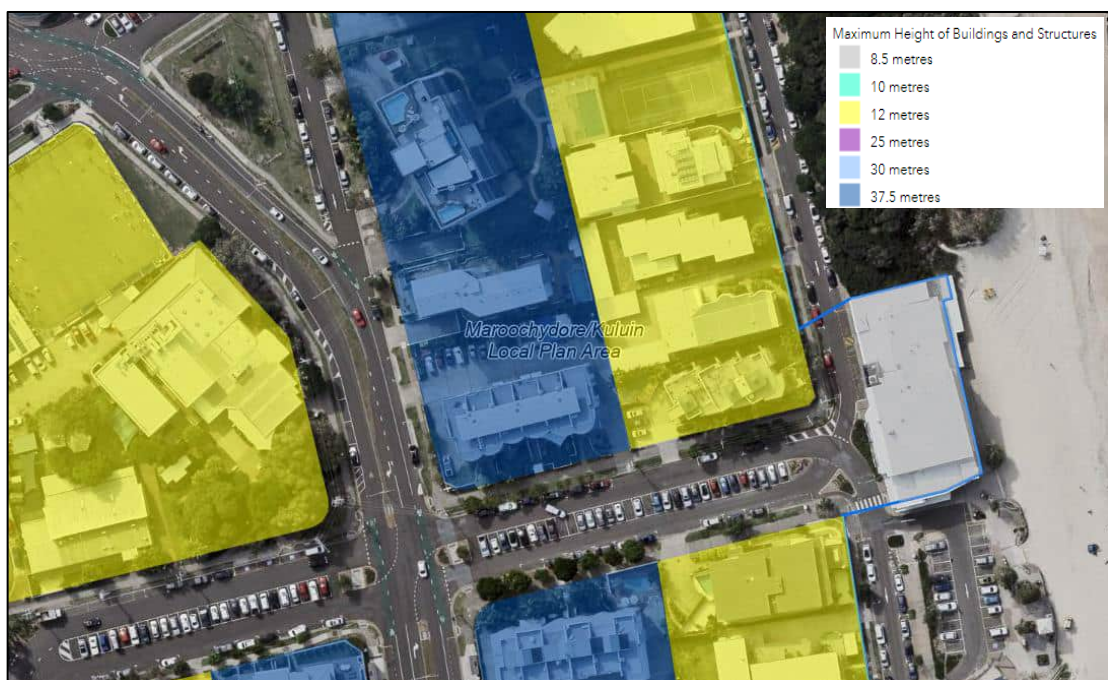 Maximum Height of Buildings and Structures
8.5 metres
10 metres
12 metres
25 metres
30 metres
37.5 metres
Maroochydore/Kuluin
Local Plan Area